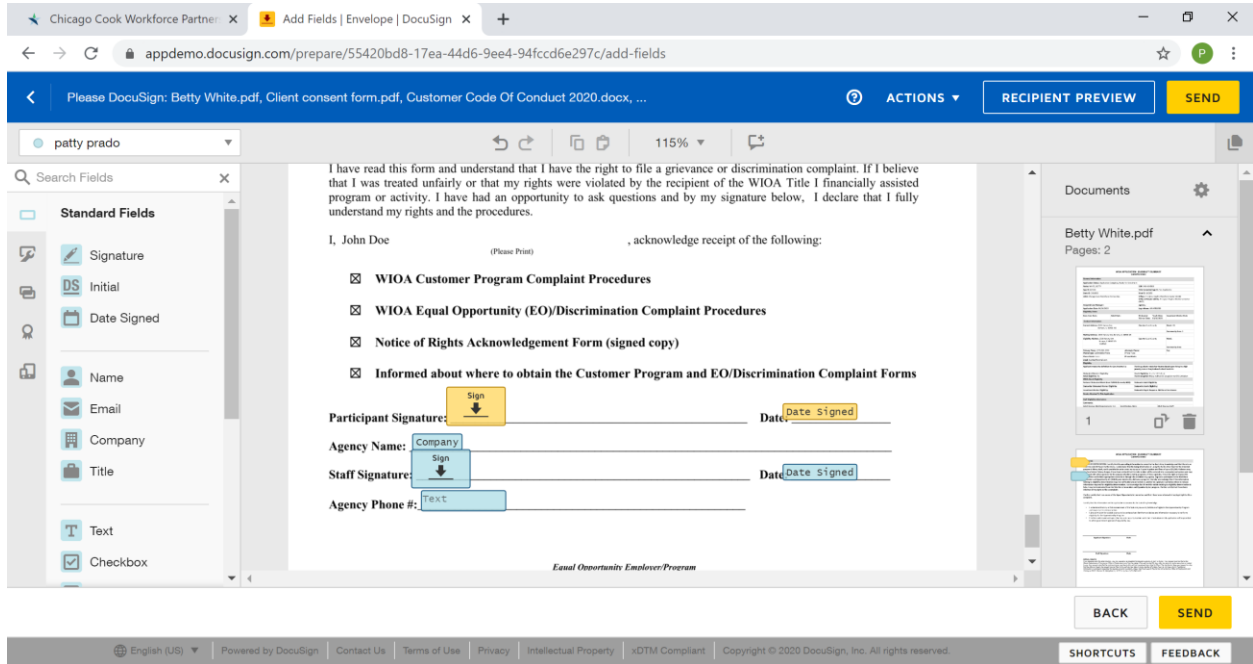 Chicago Cook Workforce Partner
Add Fields | Envelope | DocuSign
appdemo.docusign.com/prepare/55420bd8-17ea-44d6-9ee4-94fccd6e297c/add-fields
P
Please DocuSign: Betty White.pdf, Client consent form.pdf, Customer Code Of Conduct 2020.docx, ...
ACTIONS
RECIPIENT PREVIEW
SEND
patty prado
115%
Search Fields
Standard Fields
Signature
DS Initial
Date Signed
Name
Email
Company
Title
T Text
Checkbox
I have read this form and understand that I have the right to file a grievance or discrimination complaint. If I believe
that I was treated unfairly or that my rights were violated by the recipient of the WIOA Title I financially assisted
program or activity. I have had an opportunity to ask questions and by my signature below, I declare that I fully
understand my rights and the procedures.
I, John Doe , acknowledge receipt of the following:
(Please Print)
☒ WIOA Customer Program Complaint Procedures
☒ WIOA Equal Opportunity (EO)/Discrimination Complaint Procedures
☒ Notice of Rights Acknowledgement Form (signed copy)
☒ Informed about where to obtain the Customer Program and EO/Discrimination Complaint Forms
Sign
Participant Signature: Date: Date Signed
Agency Name: Company
Sign
Staff Signature: Date Date Signed
Agency Phone #: Text
Equal Opportunity Employer/Program
Documents
Betty White.pdf
Pages: 2
1
BACK
SEND
English (US)
Powered by DocuSign
Contact Us
Terms of Use
Privacy
Intellectual Property
xDTM Compliant
Copyright © 2020 DocuSign, Inc. All rights reserved.
SHORTCUTS
FEEDBACK